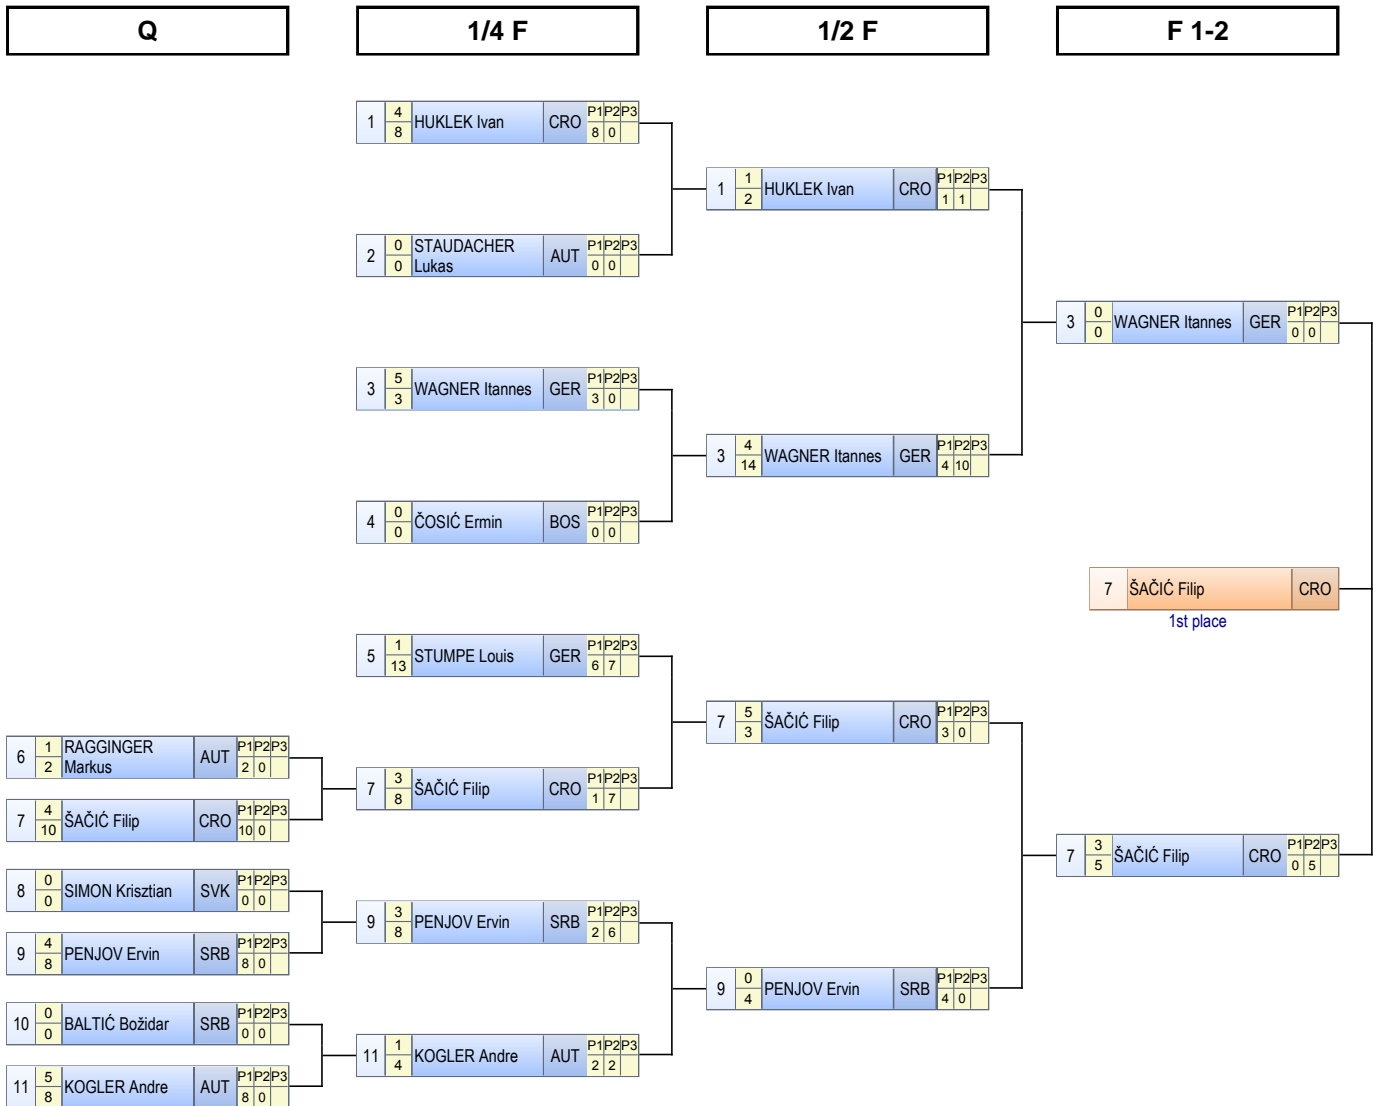 Q 1/4 F 1/2 F F 1-2
1 4 8 HUKLEK Ivan CRO P1 P2 P3 8 0
1 1 2 HUKLEK Ivan CRO P1 P2 P3 1 1
2 0 0 STAUDACHER
Lukas AUT P1 P2 P3 0 0
3 0 0 WAGNER Itannes GER P1 P2 P3 0 0
3 5 3 WAGNER Itannes GER P1 P2 P3 3 0
3 4 14 WAGNER Itannes GER P1 P2 P3 4 10
4 0 0 ČOSIĆ Ermin BOS P1 P2 P3 0 0
7 ŠAČIĆ Filip CRO
1st place
5 1 13 STUMPE Louis GER P1 P2 P3 6 7
7 5 3 ŠAČIĆ Filip CRO P1 P2 P3 3 0
6 1 2 RAGGINGER
Markus AUT P1 P2 P3 2 0
7 3 8 ŠAČIĆ Filip CRO P1 P2 P3 1 7
7 4 10 ŠAČIĆ Filip CRO P1 P2 P3 10 0
7 3 5 ŠAČIĆ Filip CRO P1 P2 P3 0 5
8 0 0 SIMON Krisztian SVK P1 P2 P3 0 0
9 3 8 PENJOV Ervin SRB P1 P2 P3 2 6
9 4 8 PENJOV Ervin SRB P1 P2 P3 8 0
9 0 4 PENJOV Ervin SRB P1 P2 P3 4 0
10 0 0 BALTIĆ Božidar SRB P1 P2 P3 0 0
11 1 4 KOGLER Andre AUT P1 P2 P3 2 2
11 5 8 KOGLER Andre AUT P1 P2 P3 8 0